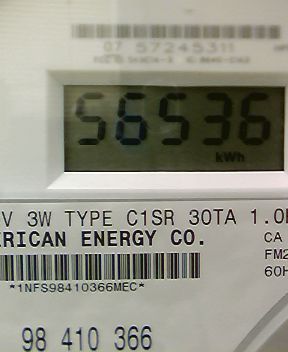 07 57245311
56536
kWh
V 3W TYPE C1SR 30TA 1.0
ERICAN ENERGY CO.
CA
FM2
60H
*1NFS98410366MEC*
98 410 366